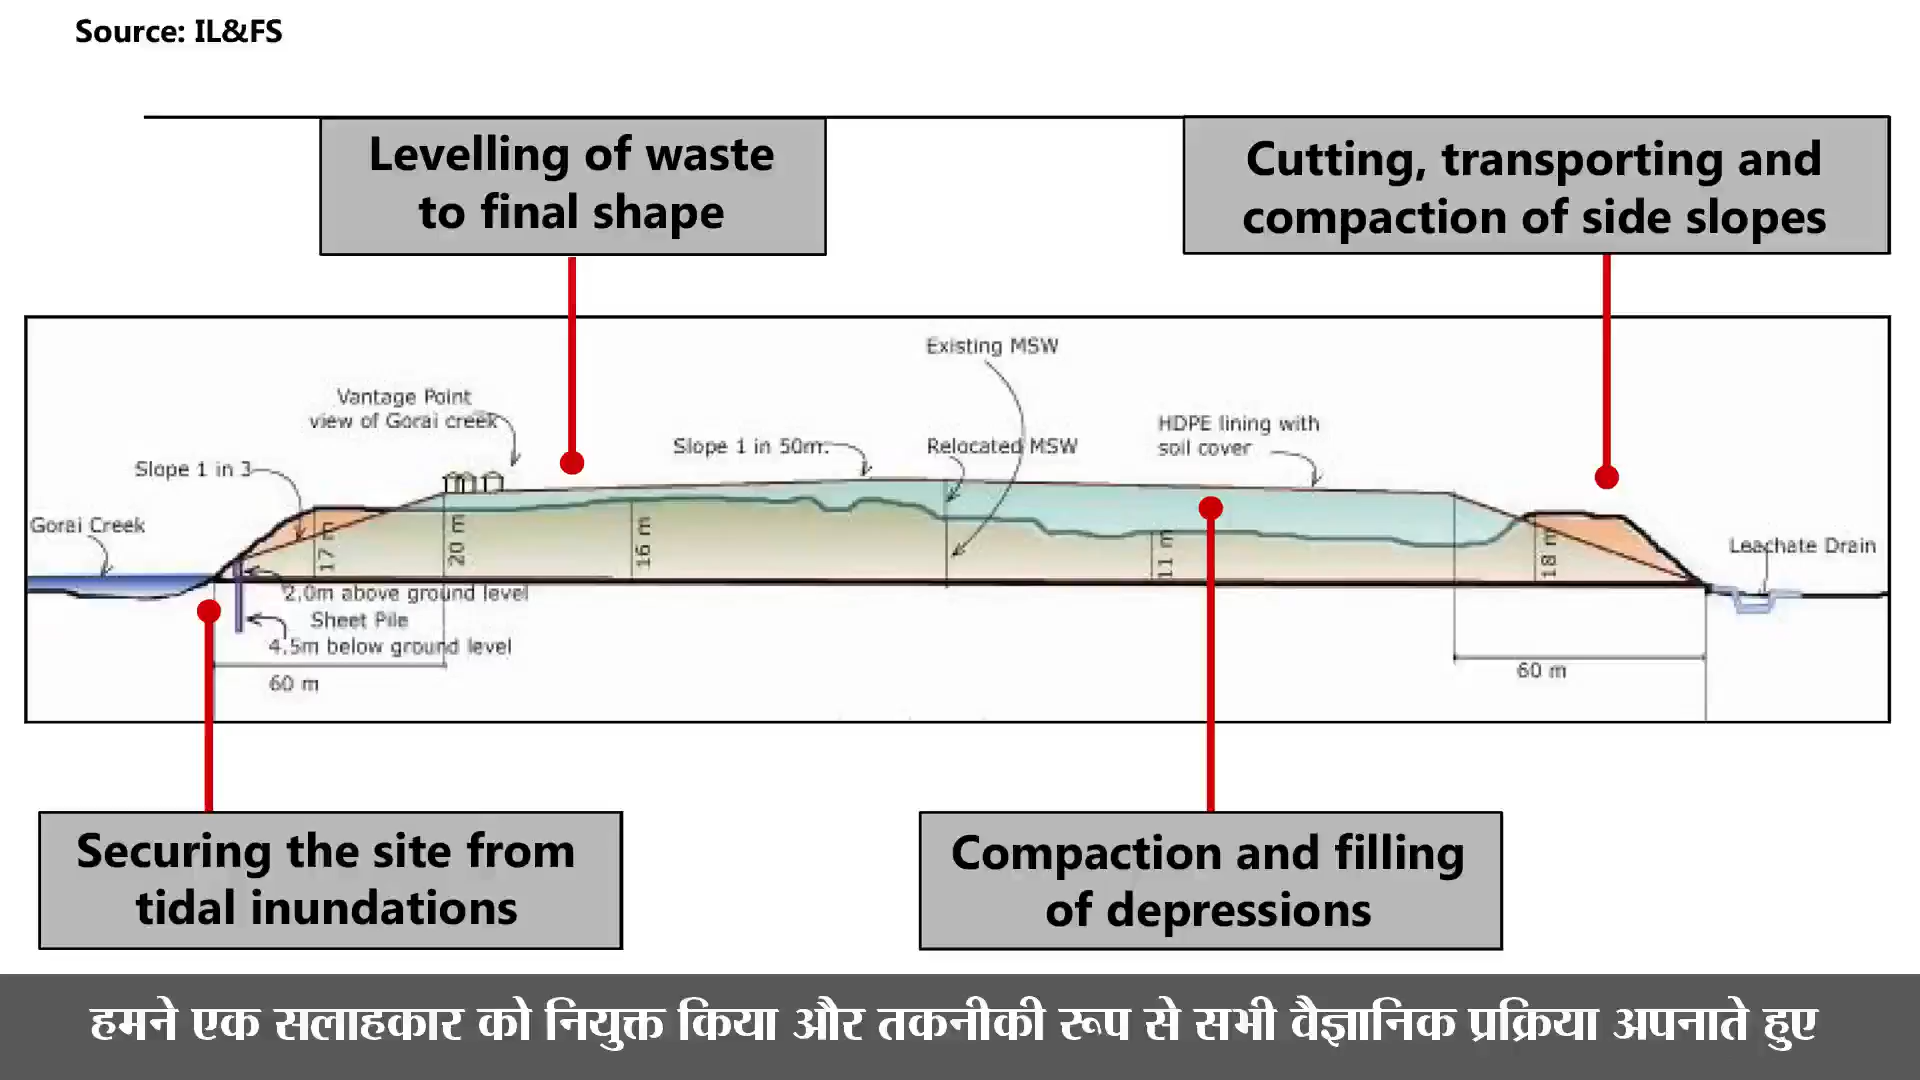 Source: IL&FS
Levelling of waste
to final shape
Cutting, transporting and
compaction of side slopes
Existing MSW
Vantage Point
view of Gorai creek
HDPE lining with
soil cover
Slope 1 in 50m.
Relocated MSW
Slope 1 in 3
Gorai Creek
17 m
20 m
16 m
11 m
18 m
Leachate Drain
2.0m above ground level
Sheet Pile
4.5m below ground level
60 m
60 m
Securing the site from
tidal inundations
Compaction and filling
of depressions
हमने एक सलाहकार को नियुक्त किया और तकनीकी रूप से सभी वैज्ञानिक प्रक्रिया अपनाते हुए